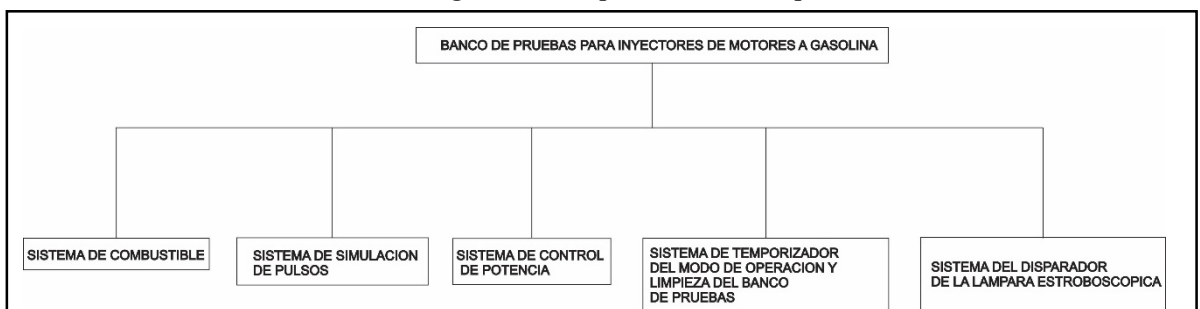 BANCO DE PRUEBAS PARA INYECTORES DE MOTORES A GASOLINA
SISTEMA DE COMBUSTIBLE
SISTEMA DE SIMULACION
DE PULSOS
SISTEMA DE CONTROL
DE POTENCIA
SISTEMA DE TEMPORIZADOR
DEL MODO DE OPERACION Y
LIMPIEZA DEL BANCO
DE PRUEBAS
SISTEMA DEL DISPARADOR
DE LA LAMPARA ESTROBOSCOPICA